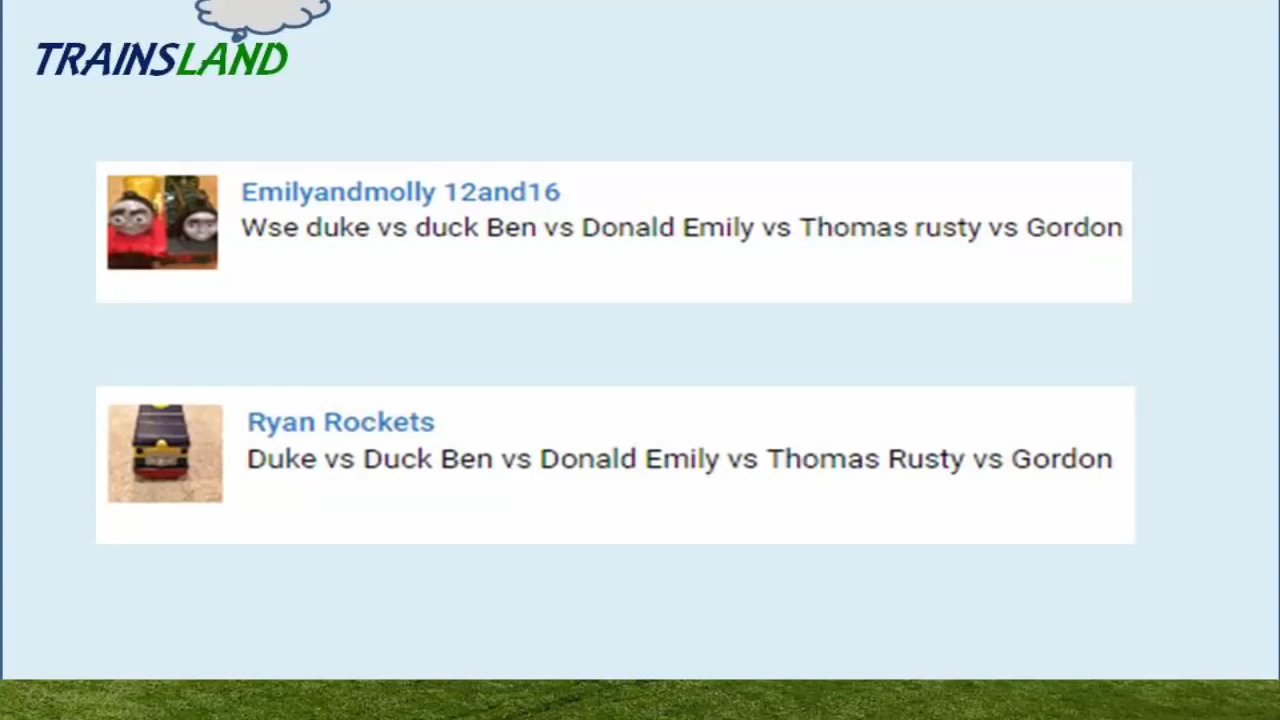 TRAINSLAND
Emilyandmolly 12and16
Wse duke vs duck Ben vs Donald Emily vs Thomas rusty vs Gordon
Ryan Rockets
Duke vs Duck Ben vs Donald Emily vs Thomas Rusty vs Gordon